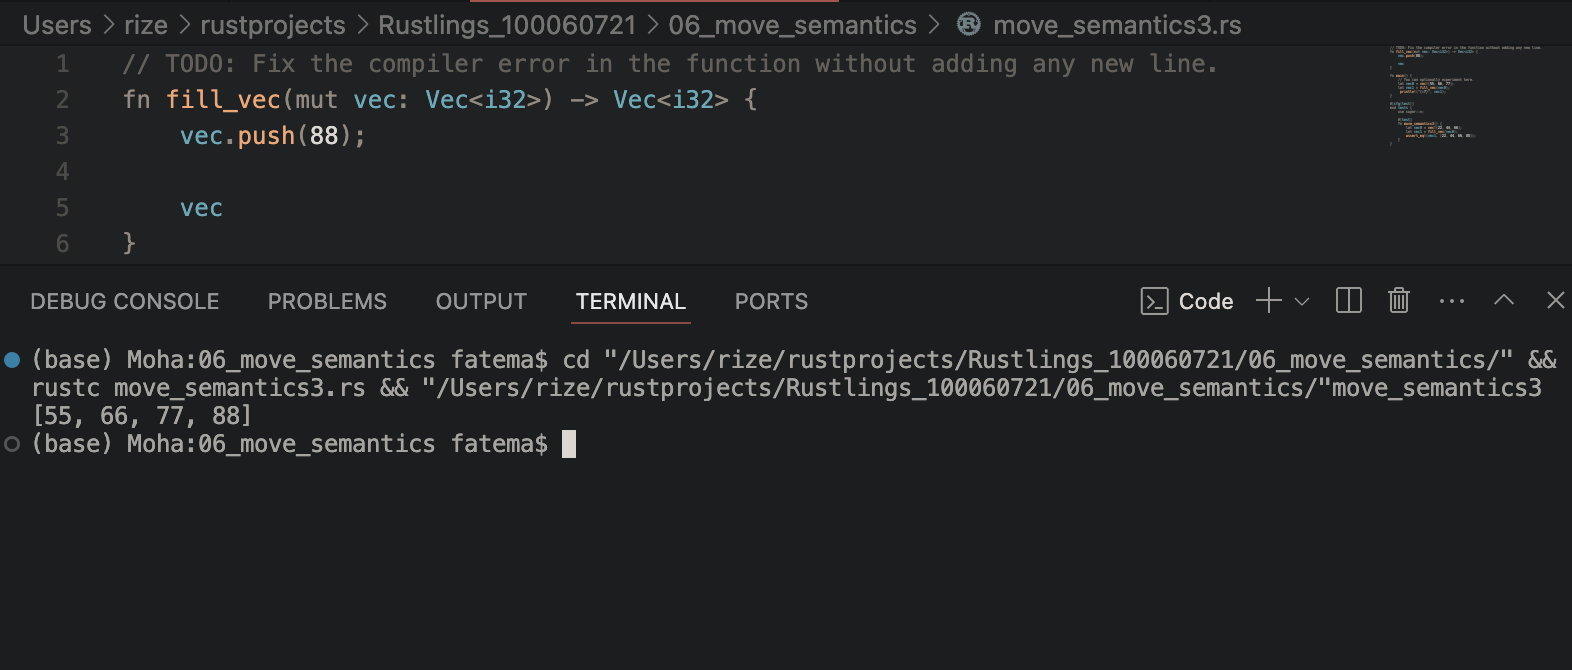 Users > rize > rustprojects > Rustlings_100060721 > 06_move_semantics > move_semantics3.rs
1 // TODO: Fix the compiler error in the function without adding any new line.
2 fn fill_vec(mut vec: Vec<i32>) -> Vec<i32> {
3 vec.push(88);
4
5 vec
6 }
DEBUG CONSOLE PROBLEMS OUTPUT TERMINAL PORTS Code
(base) Moha:06_move_semantics fatema$ cd "/Users/rize/rustprojects/Rustlings_100060721/06_move_semantics/" &&
rustc move_semantics3.rs && "/Users/rize/rustprojects/Rustlings_100060721/06_move_semantics/"move_semantics3
[55, 66, 77, 88]
(base) Moha:06_move_semantics fatema$